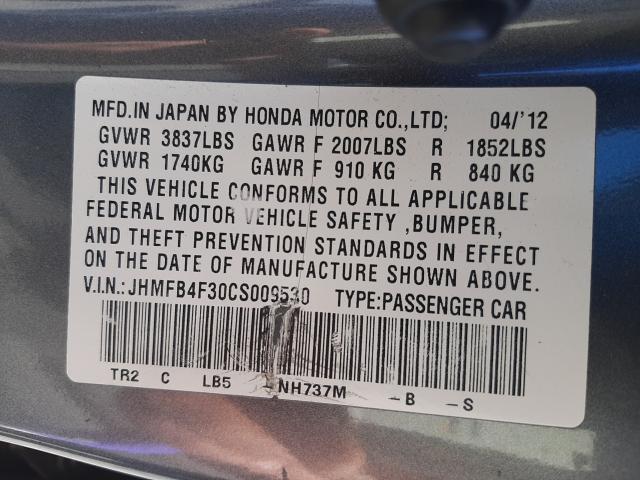 MFD.IN JAPAN BY HONDA MOTOR CO.,LTD; 04/'12
GVWR 3837LBS GAWR F 2007LBS R 1852LBS
GVWR 1740KG GAWR F 910 KG R 840 KG
THIS VEHICLE CONFORMS TO ALL APPLICABLE
FEDERAL MOTOR VEHICLE SAFETY ,BUMPER,
AND THEFT PREVENTION STANDARDS IN EFFECT
ON THE DATE OF MANUFACTURE SHOWN ABOVE.
V.I.N.:JHMFB4F30CS009530 TYPE:PASSENGER CAR
TR2 C LB5 -NH737M -B -S